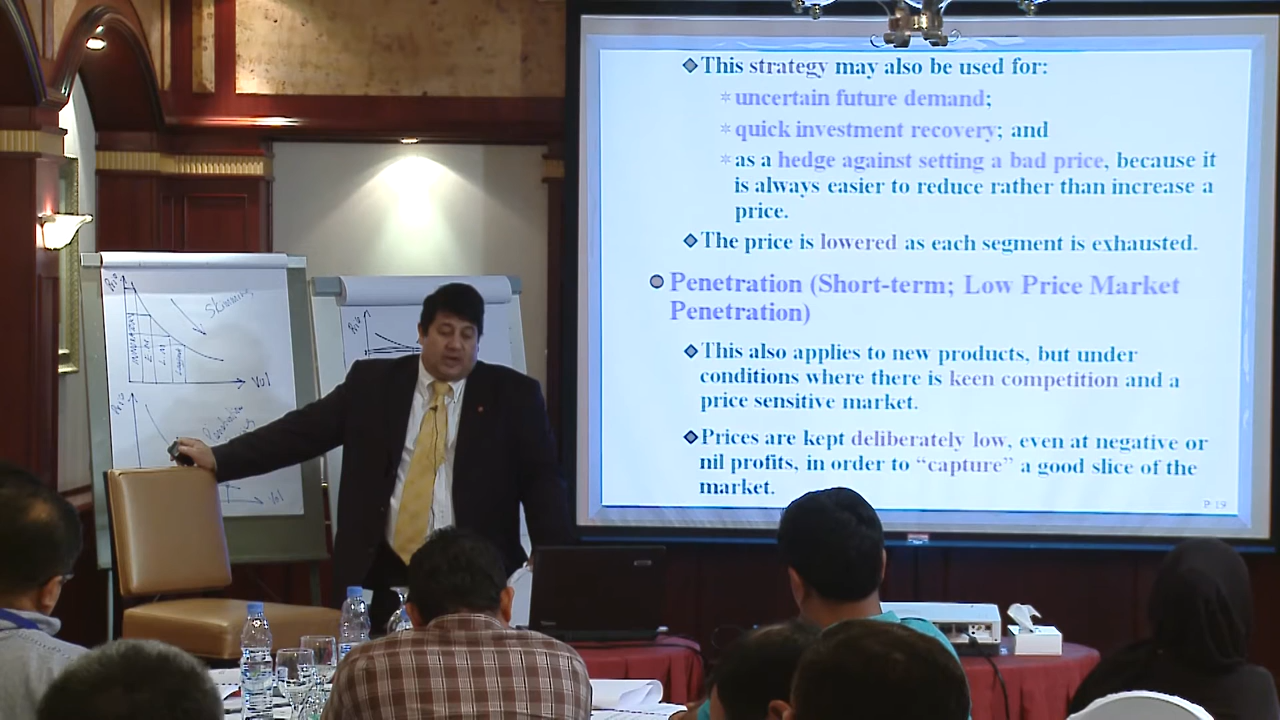 This strategy may also be used for:
uncertain future demand;
quick investment recovery; and
as a hedge against setting a bad price, because it
is always easier to reduce rather than increase a
price.
The price is lowered as each segment is exhausted.
Penetration (Short-term; Low Price Market
Penetration)
This also applies to new products, but under
conditions where there is keen competition and a
price sensitive market.
Prices are kept deliberately low, even at negative or
nil profits, in order to “capture” a good slice of the
market.
P 19
Skimming
E.M
L.M
Vol
Vol